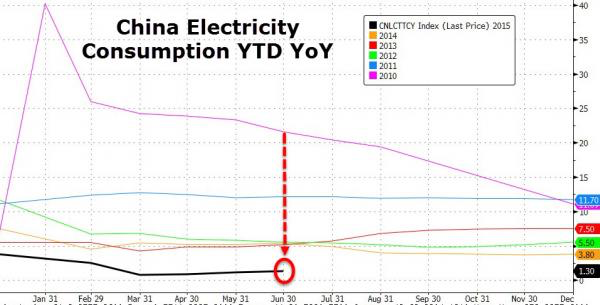 China Electricity
Consumption YTD YoY
CNLCTTCY Index (Last Price) 2015
2014
2013
2012
2011
2010
40
35
30
25
20
15
10
5
0
11.70
7.50
5.50
3.80
1.30
Jan 31
Feb 29
Mar 31
Apr 30
May 31
Jun 30
Jul 31
Aug 31
Sep 30
Oct 31
Nov 30
Dec